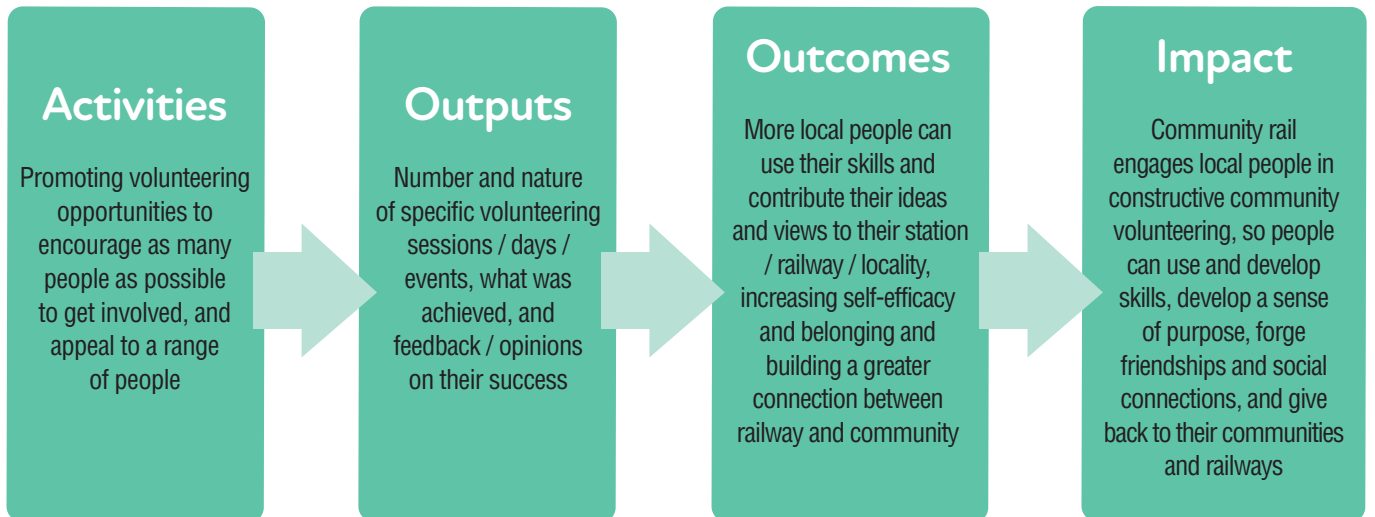 Activities
Promoting volunteering
opportunities to
encourage as many
people as possible
to get involved, and
appeal to a range
of people
Outputs
Number and nature
of specific volunteering
sessions / days /
events, what was
achieved, and
feedback / opinions
on their success
Outcomes
More local people can
use their skills and
contribute their ideas
and views to their station
/ railway / locality,
increasing self-efficacy
and belonging and
building a greater
connection between
railway and community
Impact
Community rail
engages local people in
constructive community
volunteering, so people
can use and develop
skills, develop a sense
of purpose, forge
friendships and social
connections, and give
back to their communities
and railways